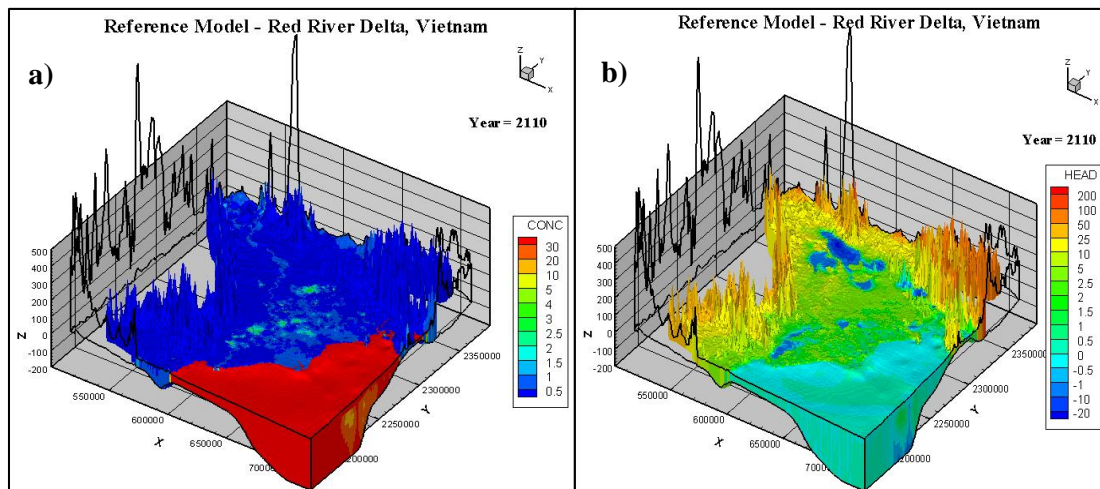 Reference Model - Red River Delta, Vietnam
a)
Z
Y
X
Year = 2110
CONC
30
20
10
5
4
3
2.5
2
1.5
1
0.5
500
400
300
200
100
0
-100
-200
Z
550000
600000
650000
X
2350000
2300000
Y
2250000
Reference Model - Red River Delta, Vietnam
b)
Z
Y
X
Year = 2110
HEAD
200
100
50
25
10
5
2.5
1.5
1
0.5
-0.5
-1
-10
-20
500
400
300
200
100
0
-100
-200
Z
550000
600000
650000
X
2350000
2300000
Y
2250000